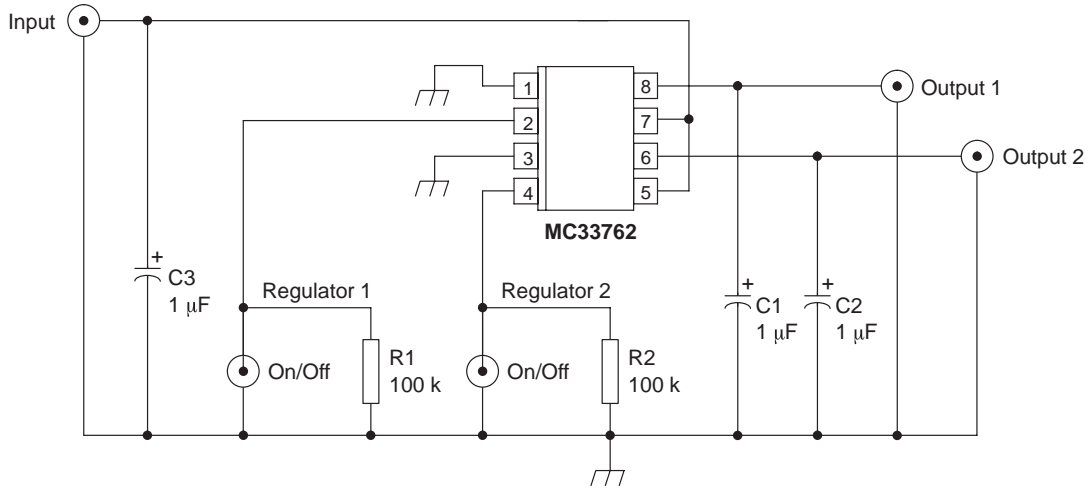 Input
1
2
3
4
8
7
6
5
MC33762
Output 1
Output 2
+
C3
1 μF
Regulator 1
On/Off
R1
100 k
Regulator 2
On/Off
R2
100 k
+
C1
1 μF
+
C2
1 μF